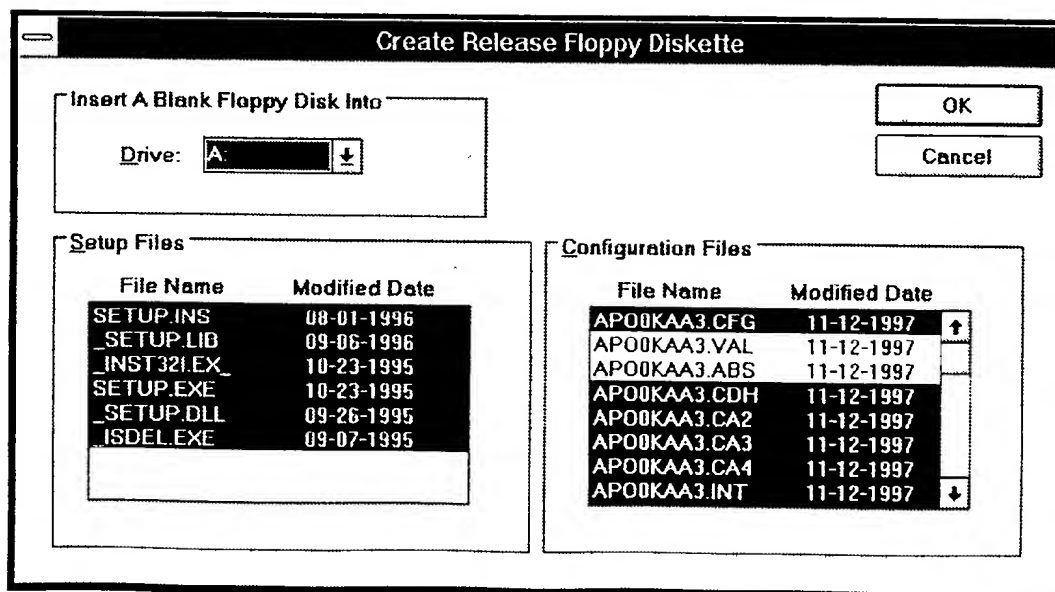 Create Release Floppy Diskette
Insert A Blank Floppy Disk Into
Drive: A:
OK
Cancel
Setup Files
File Name Modified Date
SETUP.INS 08-01-1996
_SETUP.LIB 09-06-1996
_INST32I.EX_ 10-23-1995
SETUP.EXE 10-23-1995
_SETUP.DLL 09-26-1995
_ISDEL.EXE 09-07-1995
Configuration Files
File Name Modified Date
APO0KAA3.CFG 11-12-1997
APO0KAA3.VAL 11-12-1997
APO0KAA3.ABS 11-12-1997
APO0KAA3.CDH 11-12-1997
APO0KAA3.CA2 11-12-1997
APO0KAA3.CA3 11-12-1997
APO0KAA3.CA4 11-12-1997
APO0KAA3.INT 11-12-1997